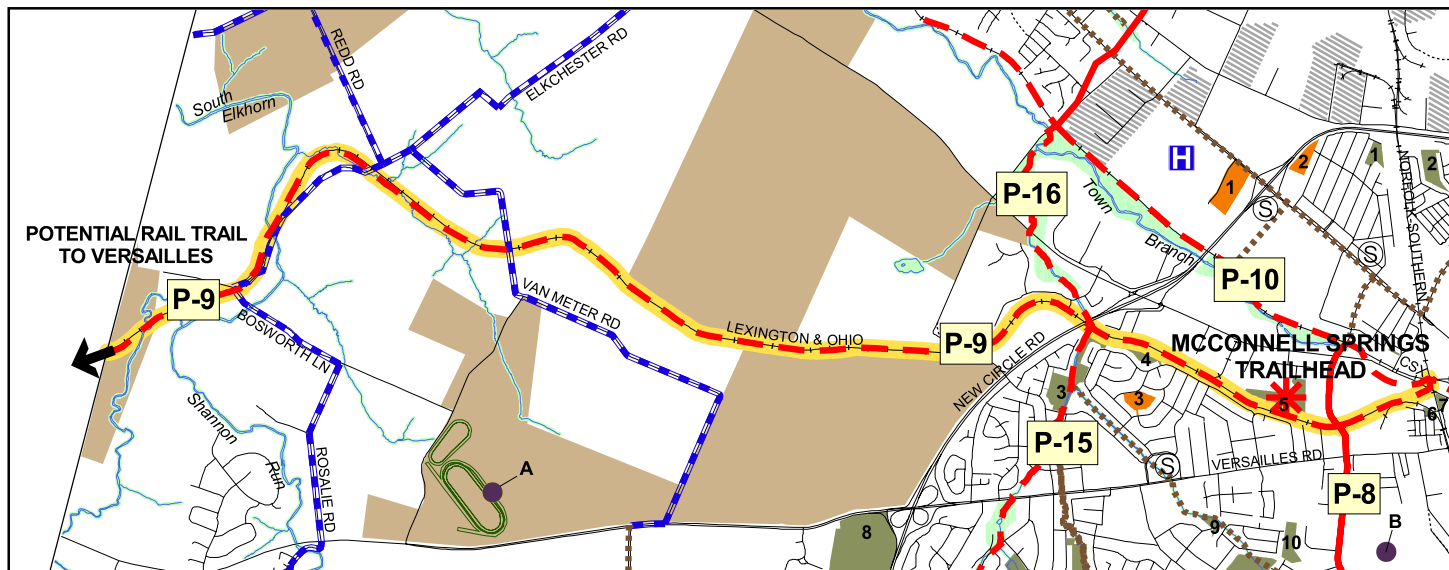 REDD RD
ELKCHESTER RD
South
Elkhorn
NORFOLK SOUTHERN
H
1
2
1
2
S
P-16
Town
Branch
S
POTENTIAL RAIL TRAIL
TO VERSAILLES
P-9
P-10
VAN METER RD
BOSWORTH LN
LEXINGTON & OHIO
P-9
NEW CIRCLE RD
MCCONNELL SPRINGS
TRAILHEAD
CS
4
3
3
5
6
7
Shannon
Run
ROSALIE RD
P-15
VERSAILLES RD
S
A
P-8
8
9
10
B